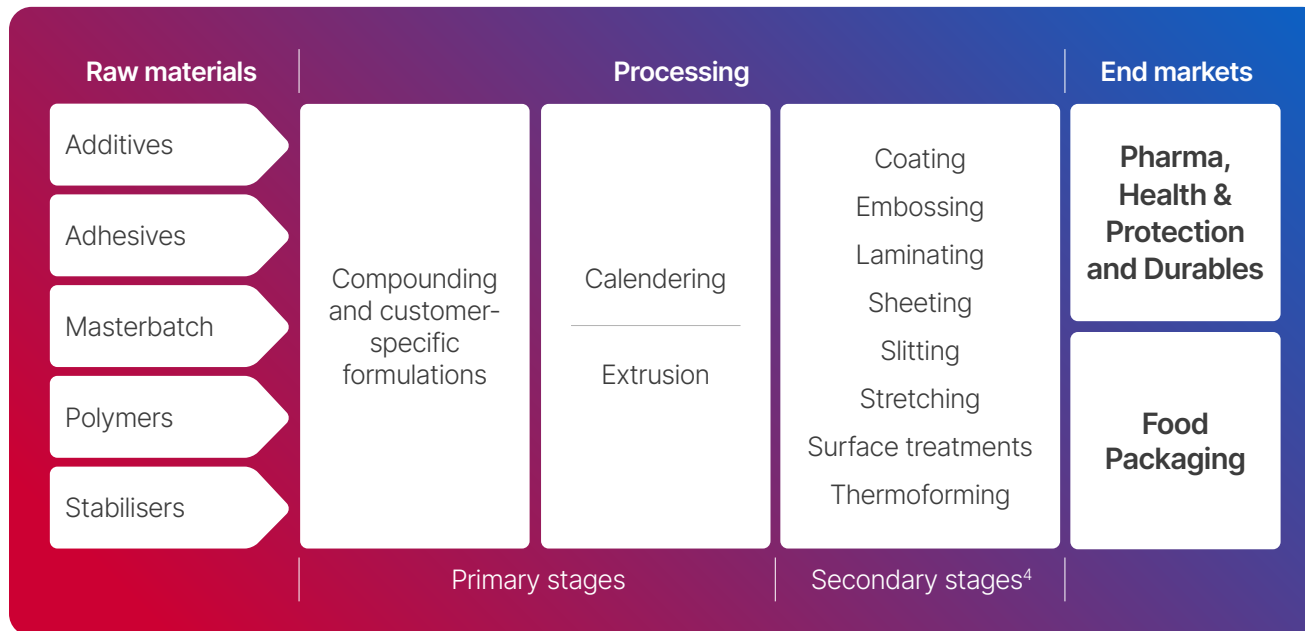 Raw materials
Processing
End markets
Additives
Adhesives
Masterbatch
Polymers
Stabilisers
Compounding
and customer-
specific
formulations
Calendering
Extrusion
Coating
Embossing
Laminating
Sheeting
Slitting
Stretching
Surface treatments
Thermoforming
Pharma,
Health &
Protection
and Durables
Food
Packaging
Primary stages
Secondary stages⁴